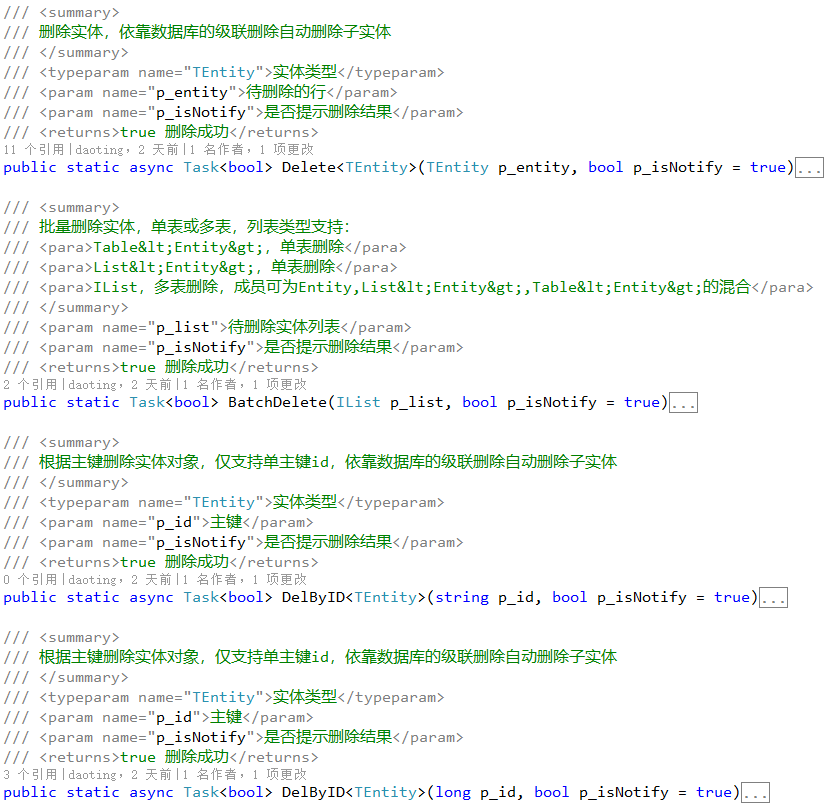 /// <summary>
/// 删除实体，依靠数据库的级联删除自动删除子实体
/// </summary>
/// <typeparam name="TEntity">实体类型</typeparam>
/// <param name="p_entity">待删除的行</param>
/// <param name="p_isNotify">是否提示删除结果</param>
/// <returns>true 删除成功</returns>
11 个引用|daoting，2 天前|1 名作者，1 项更改
public static async Task<bool> Delete<TEntity>(TEntity p_entity, bool p_isNotify = true)...
/// <summary>
/// 批量删除实体，单表或多表，列表类型支持：
/// <para>Table&lt;Entity&gt;，单表删除</para>
/// <para>List&lt;Entity&gt;，单表删除</para>
/// <para>IList，多表删除，成员可为Entity,List&lt;Entity&gt;,Table&lt;Entity&gt;的混合</para>
/// </summary>
/// <param name="p_list">待删除实体列表</param>
/// <param name="p_isNotify">是否提示删除结果</param>
/// <returns>true 删除成功</returns>
2 个引用|daoting，2 天前|1 名作者，1 项更改
public static Task<bool> BatchDelete(IList p_list, bool p_isNotify = true)...
/// <summary>
/// 根据主键删除实体对象，仅支持单主键id，依靠数据库的级联删除自动删除子实体
/// </summary>
/// <typeparam name="TEntity">实体类型</typeparam>
/// <param name="p_id">主键</param>
/// <param name="p_isNotify">是否提示删除结果</param>
/// <returns>true 删除成功</returns>
0 个引用|daoting，2 天前|1 名作者，1 项更改
public static async Task<bool> DelByID<TEntity>(string p_id, bool p_isNotify = true)...
/// <summary>
/// 根据主键删除实体对象，仅支持单主键id，依靠数据库的级联删除自动删除子实体
/// </summary>
/// <typeparam name="TEntity">实体类型</typeparam>
/// <param name="p_id">主键</param>
/// <param name="p_isNotify">是否提示删除结果</param>
/// <returns>true 删除成功</returns>
3 个引用|daoting，2 天前|1 名作者，1 项更改
public static async Task<bool> DelByID<TEntity>(long p_id, bool p_isNotify = true)...